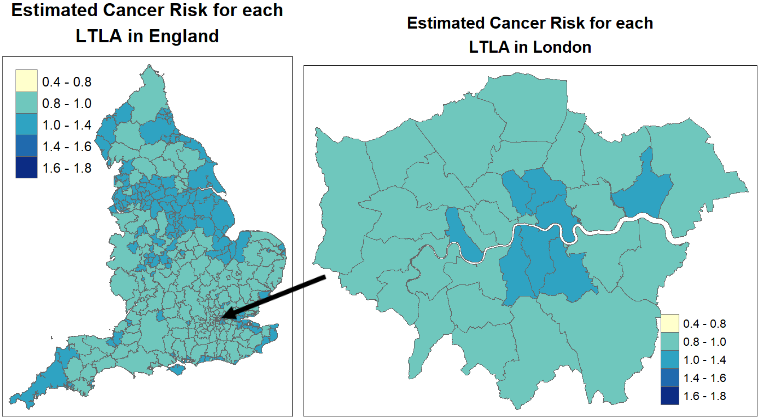 Estimated Cancer Risk for each
LTLA in England
0.4 - 0.8
0.8 - 1.0
1.0 - 1.4
1.4 - 1.6
1.6 - 1.8
Estimated Cancer Risk for each
LTLA in London
0.4 - 0.8
0.8 - 1.0
1.0 - 1.4
1.4 - 1.6
1.6 - 1.8